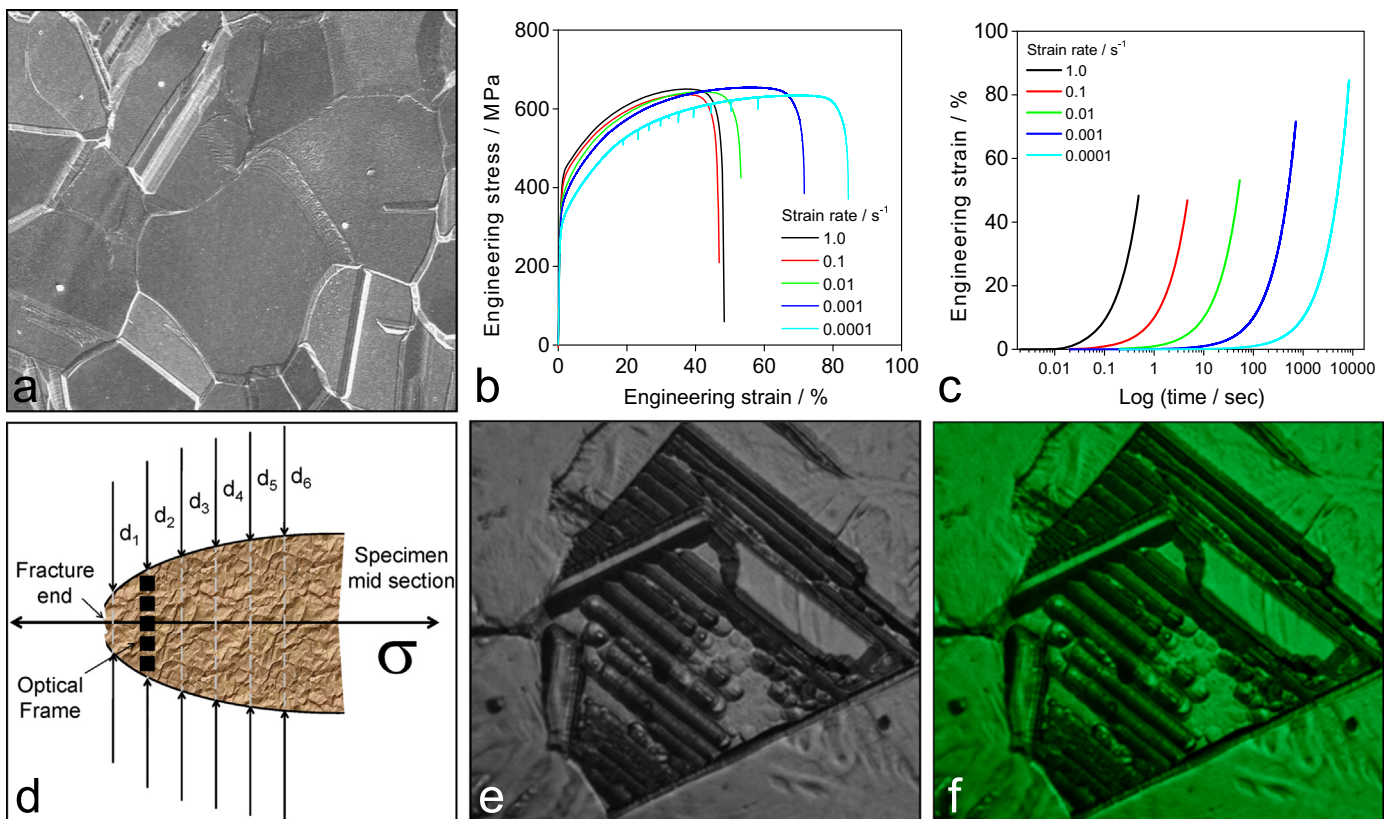 a
800
600
400
200
0
Engineering stress / MPa
Strain rate / s⁻¹
1.0
0.1
0.01
0.001
0.0001
0
20
40
60
80
100
Engineering strain / %
b
100
80
60
40
20
0
Engineering strain / %
Strain rate / s⁻¹
1.0
0.1
0.01
0.001
0.0001
0.01
0.1
1
10
100
1000
10000
Log (time / sec)
c
d₁
d₂
d₃
d₄
d₅
d₆
Fracture
end
Specimen
mid section
σ
Optical
Frame
d
e
f